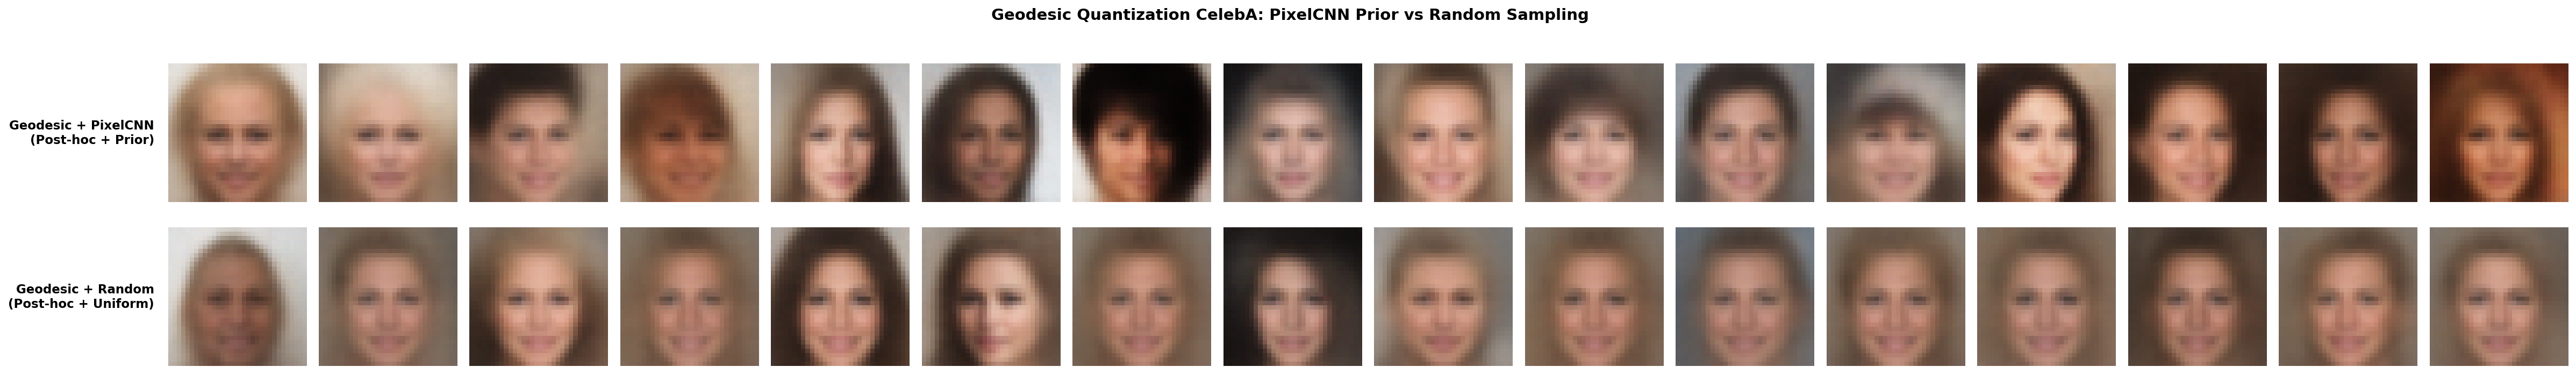 Geodesic Quantization CelebA: PixelCNN Prior vs Random Sampling
Geodesic + PixelCNN
(Post-hoc + Prior)
Geodesic + Random
(Post-hoc + Uniform)